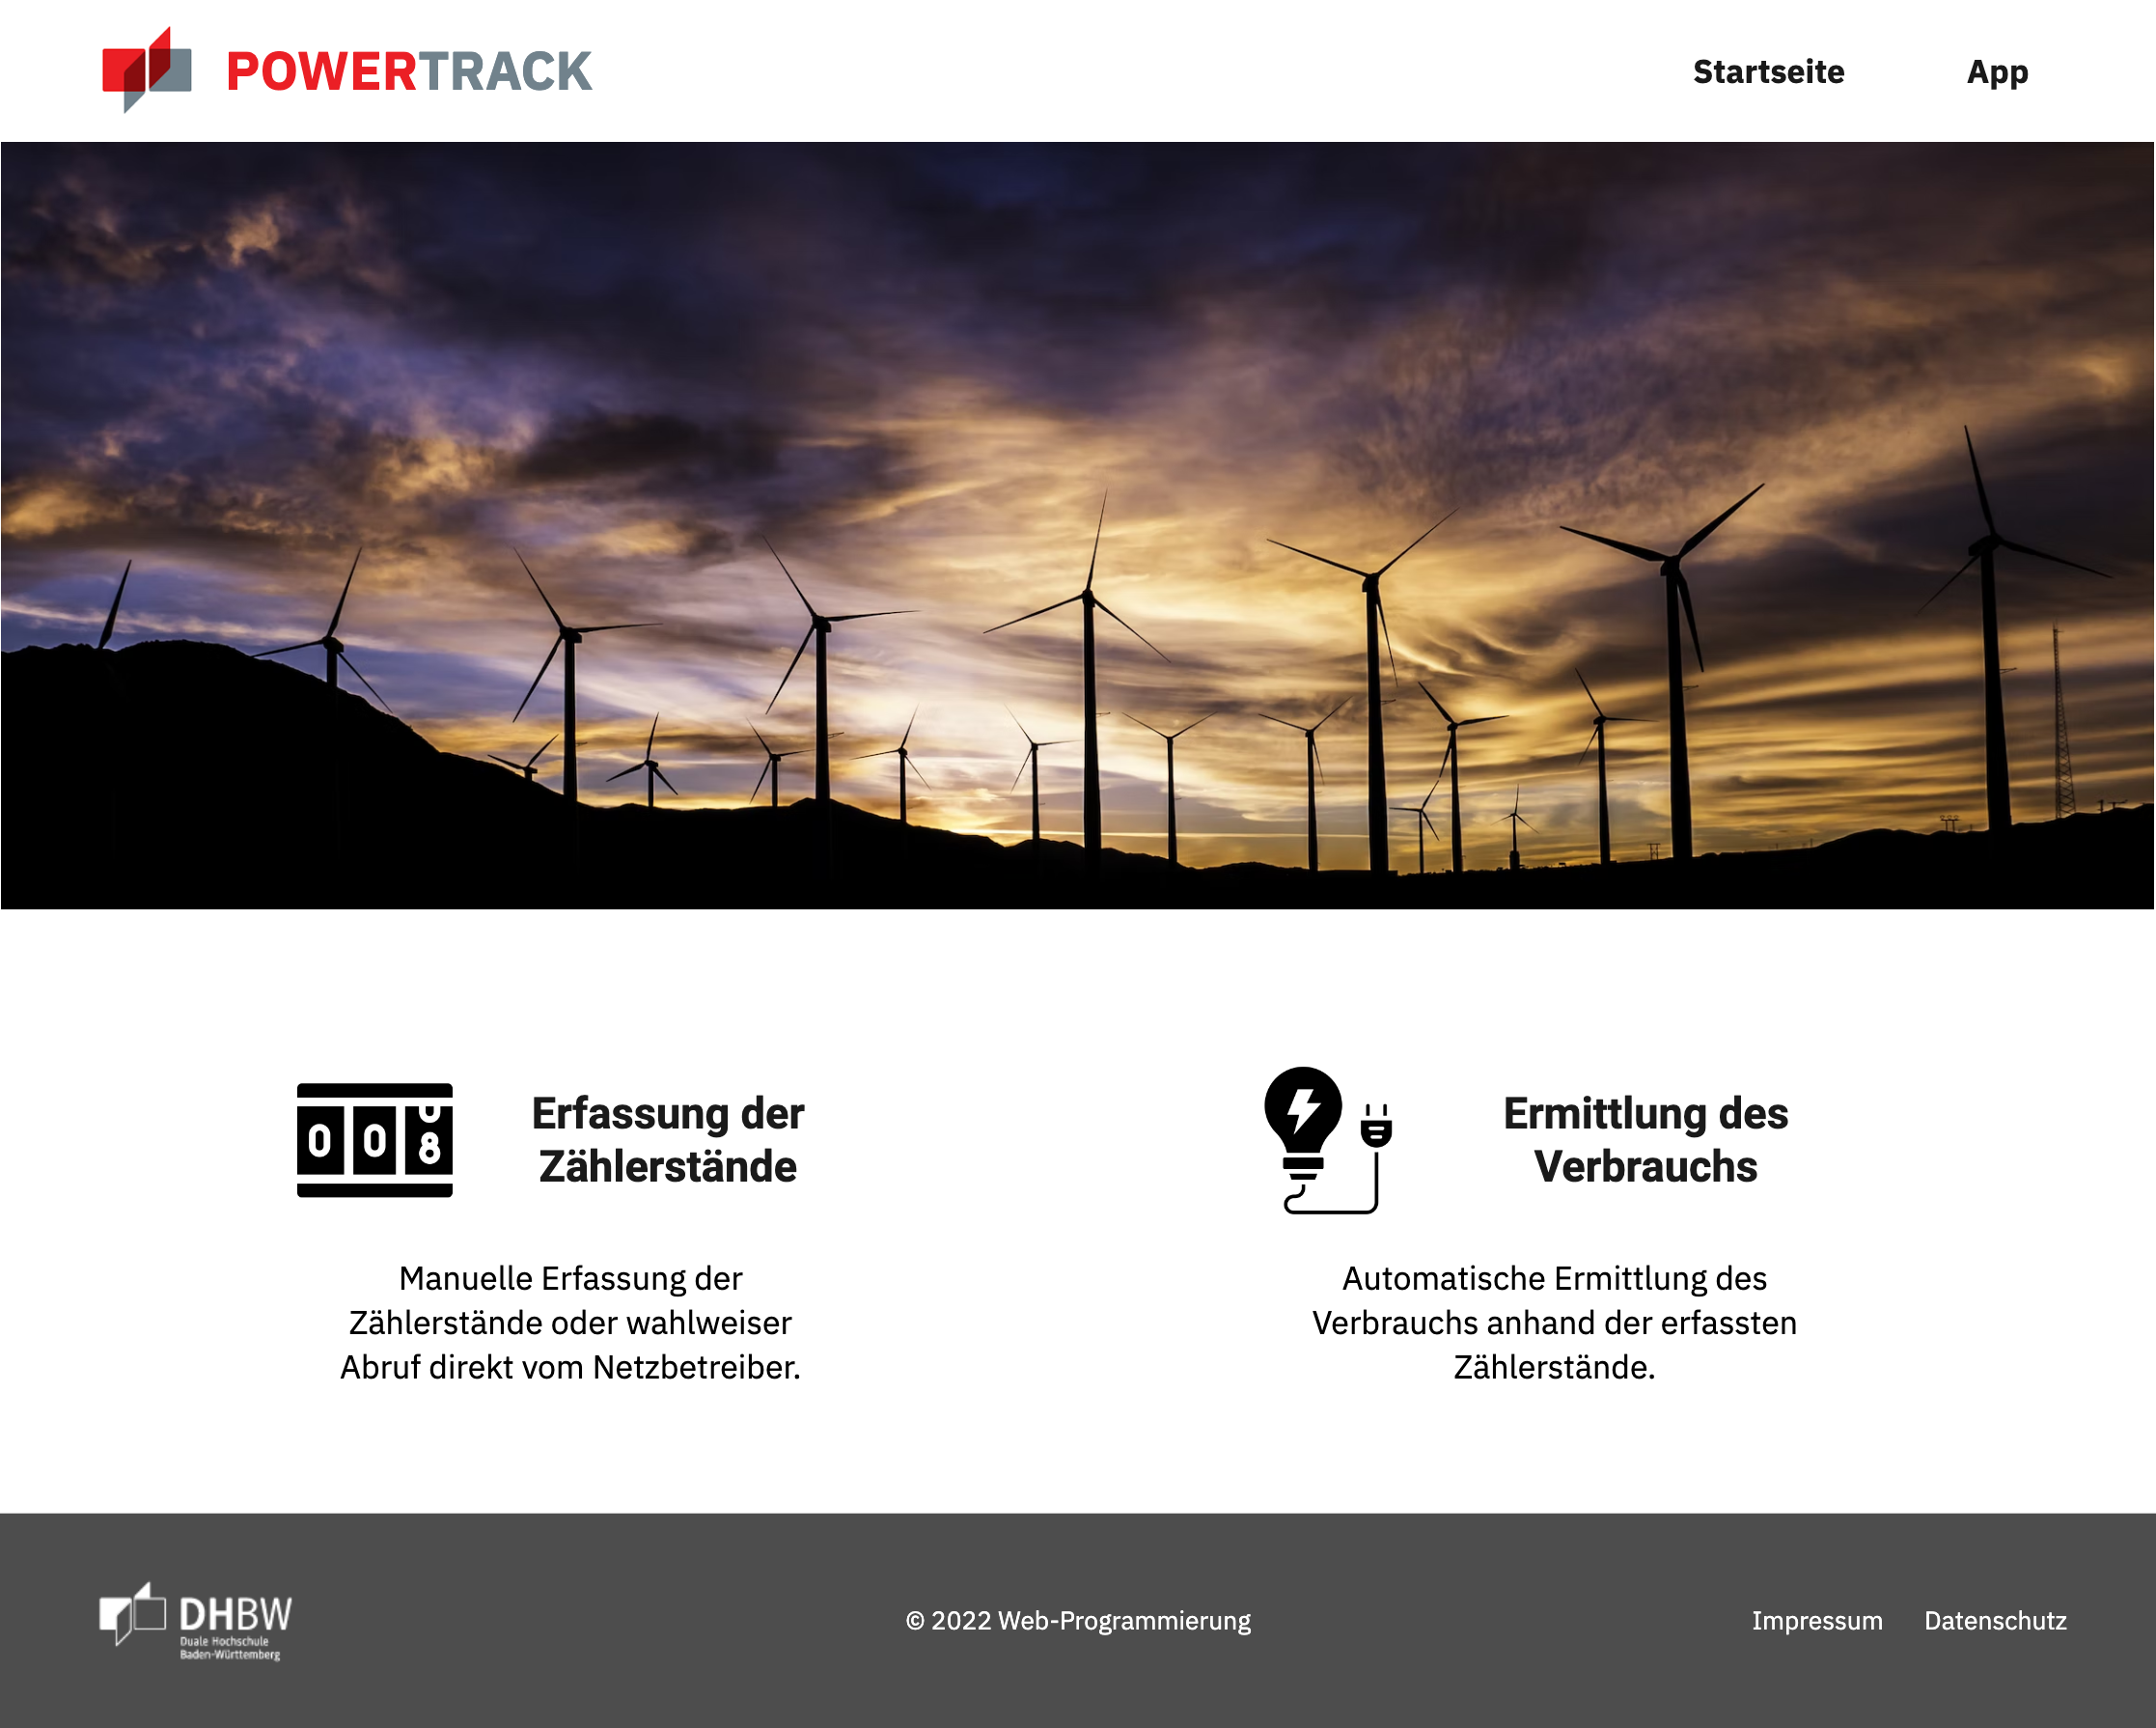 POWERTRACK
Startseite
App
0 0 8
Erfassung der
Zählerstände
Manuelle Erfassung der
Zählerstände oder wahlweiser
Abruf direkt vom Netzbetreiber.
Ermittlung des
Verbrauchs
Automatische Ermittlung des
Verbrauchs anhand der erfassten
Zählerstände.
DHBW
Duale Hochschule
Baden-Württemberg
© 2022 Web-Programmierung
Impressum
Datenschutz